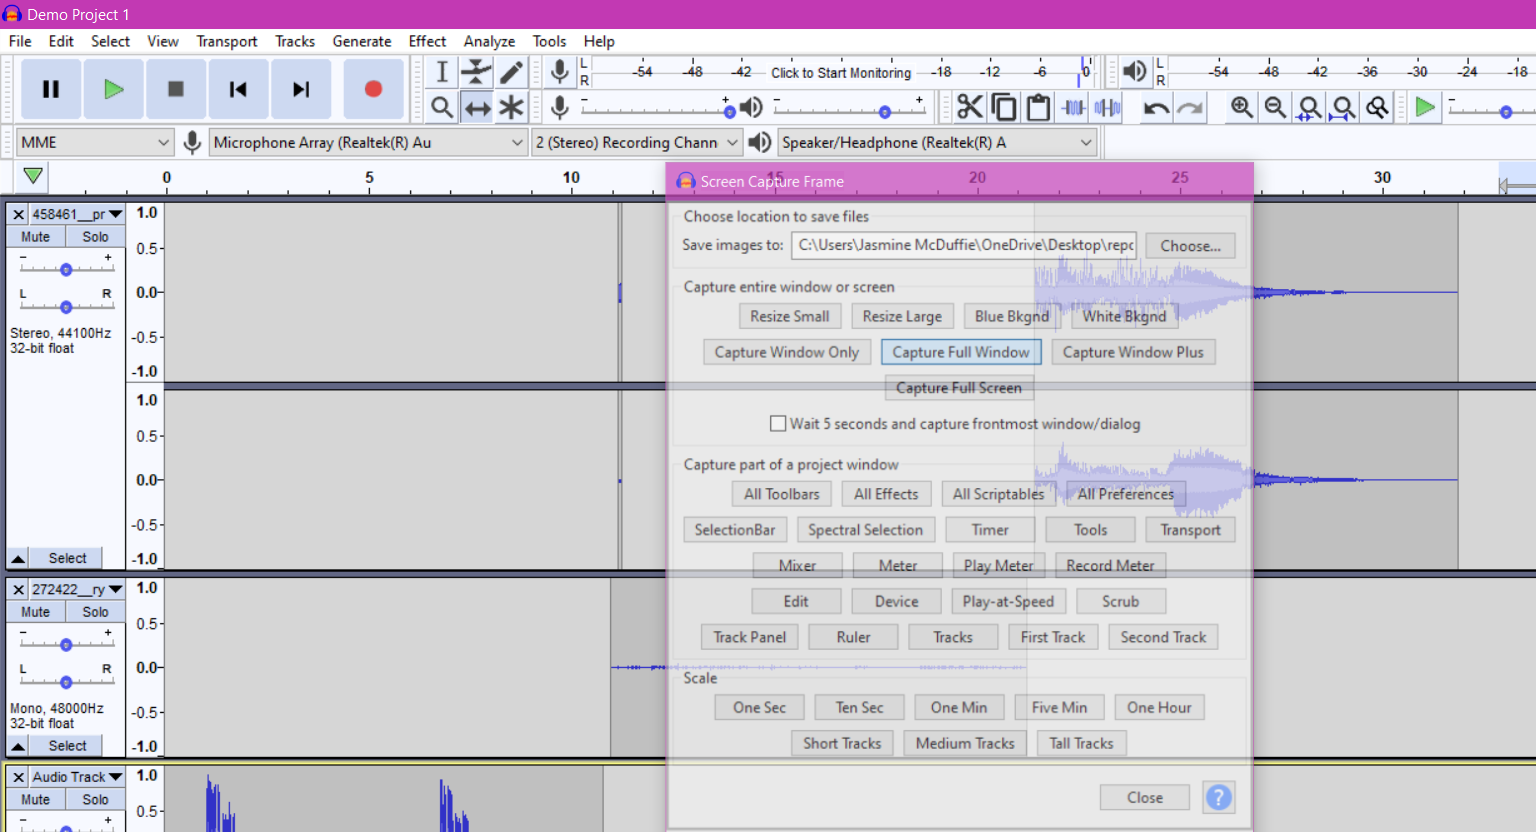 Demo Project 1
File Edit Select View Transport Tracks Generate Effect Analyze Tools Help
L R -54 -48 -42 Click to Start Monitoring -18 -12 -6 0 L R -54 -48 -42 -36 -30 -24 -18
MME Microphone Array (Realtek(R) Au 2 (Stereo) Recording Chann Speaker/Headphone (Realtek(R) A
0 5 10 15 20 25 30
Screen Capture Frame
458461__pr
Mute Solo
- +
L R
Stereo, 44100Hz
32-bit float
Select
1.0
0.5-
0.0-
-0.5-
-1.0
1.0
0.5-
0.0-
-0.5-
-1.0
272422__ry
Mute Solo
- +
L R
Mono, 48000Hz
32-bit float
Select
1.0
0.5-
0.0-
-0.5-
-1.0
Audio Track
Mute Solo
- +
1.0
0.5-
Choose location to save files
Save images to: C:\Users\Jasmine McDuffie\OneDrive\Desktop\repo Choose...
Capture entire window or screen
Resize Small Resize Large Blue Bkgnd White Bkgnd
Capture Window Only Capture Full Window Capture Window Plus
Capture Full Screen
Wait 5 seconds and capture frontmost window/dialog
Capture part of a project window
All Toolbars All Effects All Scriptables All Preferences
SelectionBar Spectral Selection Timer Tools Transport
Mixer Meter Play Meter Record Meter
Edit Device Play-at-Speed Scrub
Track Panel Ruler Tracks First Track Second Track
Scale
One Sec Ten Sec One Min Five Min One Hour
Short Tracks Medium Tracks Tall Tracks
Close ?